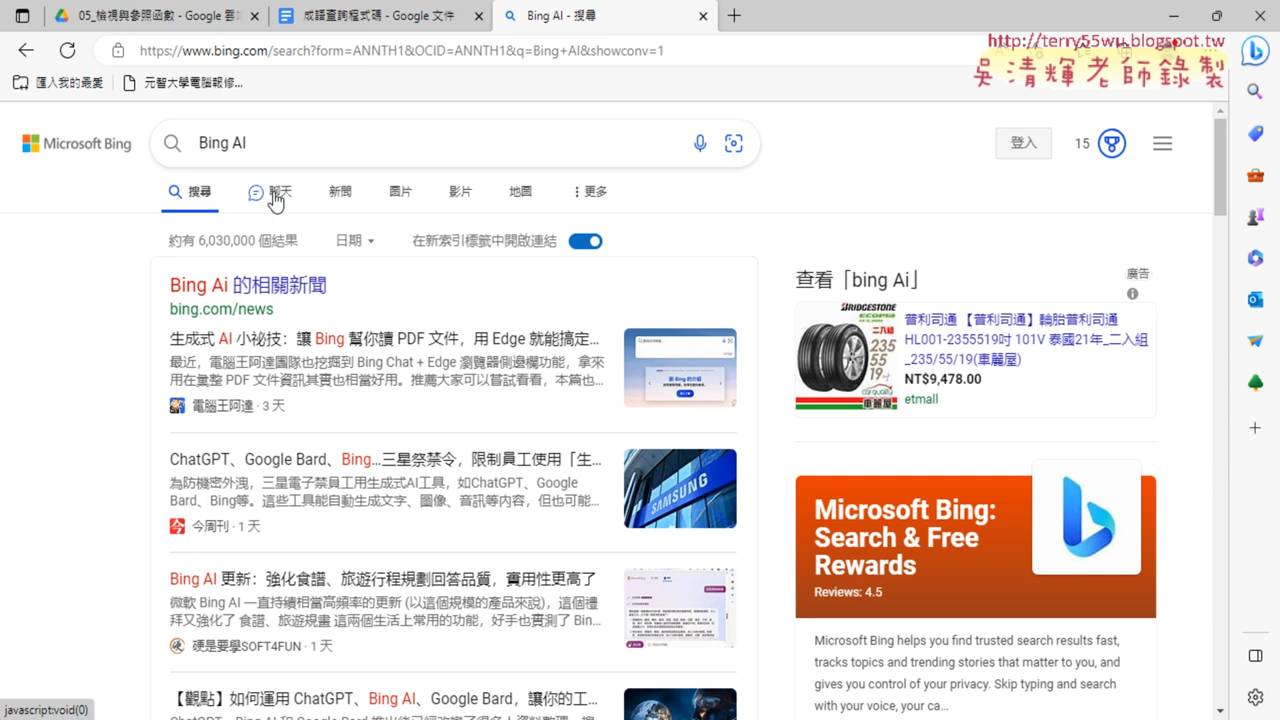 05_檢視與參照函數 - Google 雲
成語查詢程式碼 - Google 文件
Bing AI - 搜尋
https://www.bing.com/search?form=ANNTH1&OCID=ANNTH1&q=Bing+AI&showconv=1
http://terry55wu.blogspot.tw
吳清輝老師錄製
匯入我的最愛
元智大學電腦報修...
Microsoft Bing
Bing AI
登入
15
搜尋
聊天
新聞
圖片
影片
地圖
更多
約有 6,030,000 個結果
日期
在新索引標籤中開啟連結
Bing Ai 的相關新聞
bing.com/news
生成式 AI 小祕技：讓 Bing 幫你讀 PDF 文件，用 Edge 就能搞定...
最近，電腦王阿達團隊也挖掘到 Bing Chat + Edge 瀏覽器側邊欄功能，拿來
用在彙整 PDF 文件資訊其實也相當好用。推薦大家可以嘗試看看，本篇也...
電腦王阿達 · 3 天
ChatGPT、Google Bard、Bing...三星祭禁令，限制員工使用「生...
為防機密外洩，三星電子禁員工用生成式AI工具，如ChatGPT、Google
Bard、Bing等。這些工具能自動生成文字、圖像、音訊等內容，但也可能...
今周刊 · 1 天
SAMSUNG
Bing AI 更新：強化食譜、旅遊行程規劃回答品質，實用性更高了
微軟 Bing AI 一直持續相當高頻率的更新 (以這個規模的產品來說)，這個禮
拜又強化了 食譜、旅遊規畫 這兩個生活上常用的功能，好手也實測了 Bin...
硬是要學SOFT4FUN · 1 天
【觀點】如何運用 ChatGPT、Bing AI、Google Bard，讓你的工...
查看「bing Ai」
廣告
BRIDGESTONE
ECOPIA
二入組
235
55
19
車麗屋
普利司通 【普利司通】輪胎普利司通
HL001-2355519吋 101V 泰國21年_二入組
_235/55/19(車麗屋)
NT$9,478.00
etmall
Microsoft Bing:
Search & Free
Rewards
Reviews: 4.5
Microsoft Bing helps you find trusted search results fast,
tracks topics and trending stories that matter to you, and
gives you control of your privacy. Skip typing and search
with your voice, your ca...
javascript:void(0)